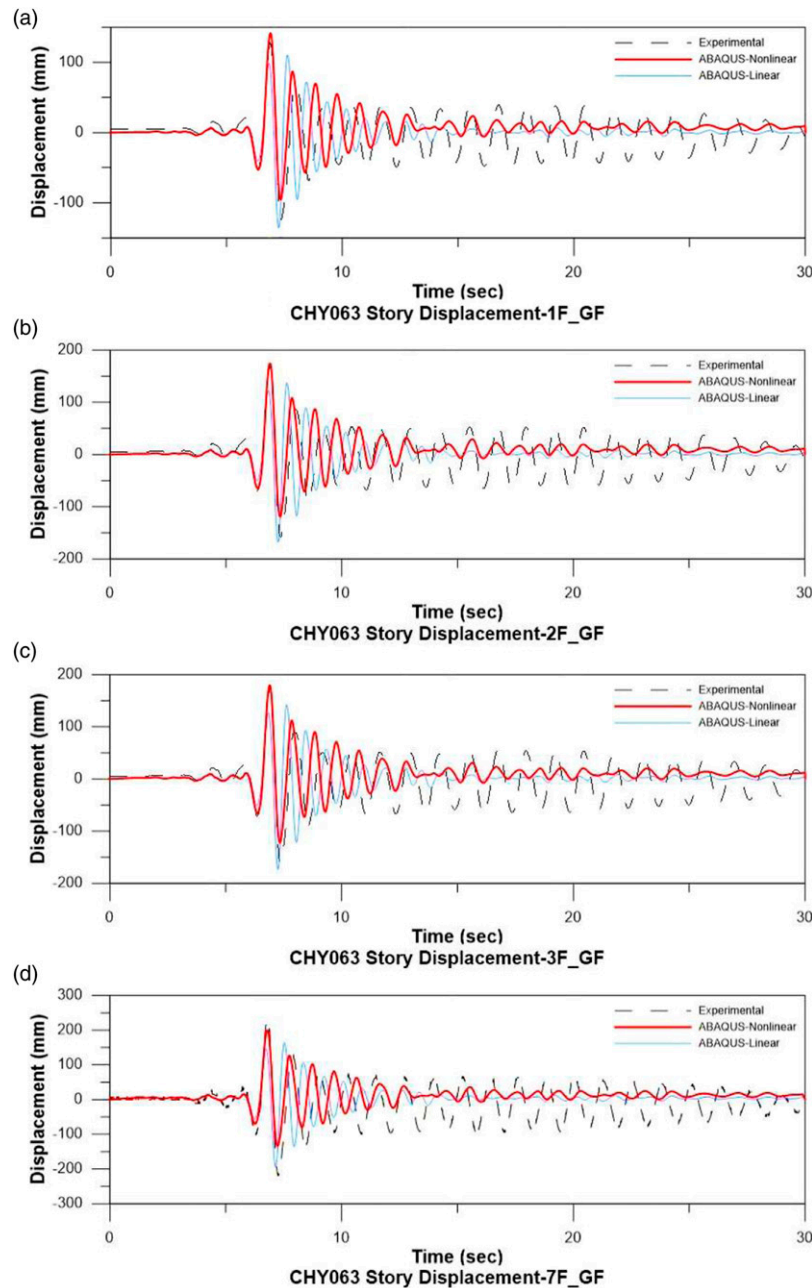 (a)
100
0
-100
Displacement (mm)
Experimental
ABAQUS-Nonlinear
ABAQUS-Linear
0 10 20 30
Time (sec)
CHY063 Story Displacement-1F_GF
(b)
200
100
0
-100
-200
Displacement (mm)
Experimental
ABAQUS-Nonlinear
ABAQUS-Linear
0 10 20 30
Time (sec)
CHY063 Story Displacement-2F_GF
(c)
200
100
0
-100
-200
Displacement (mm)
Experimental
ABAQUS-Nonlinear
ABAQUS-Linear
0 10 20 30
Time (sec)
CHY063 Story Displacement-3F_GF
(d)
300
200
100
0
-100
-200
-300
Displacement (mm)
Experimental
ABAQUS-Nonlinear
ABAQUS-Linear
0 10 20 30
Time (sec)
CHY063 Story Displacement-7F_GF